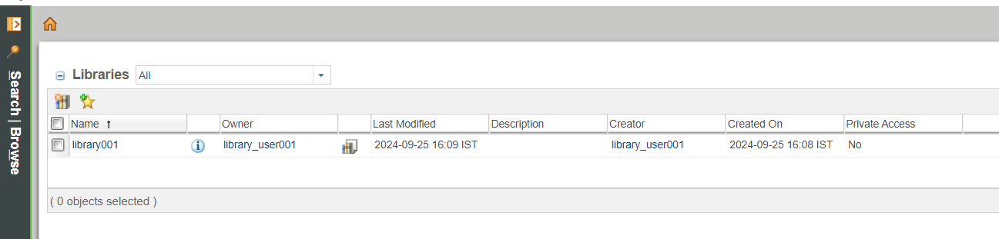 Search | Browse
Libraries All
Name ↑ Owner Last Modified Description Creator Created On Private Access
library001 library_user001 2024-09-25 16:09 IST library_user001 2024-09-25 16:08 IST No
( 0 objects selected )